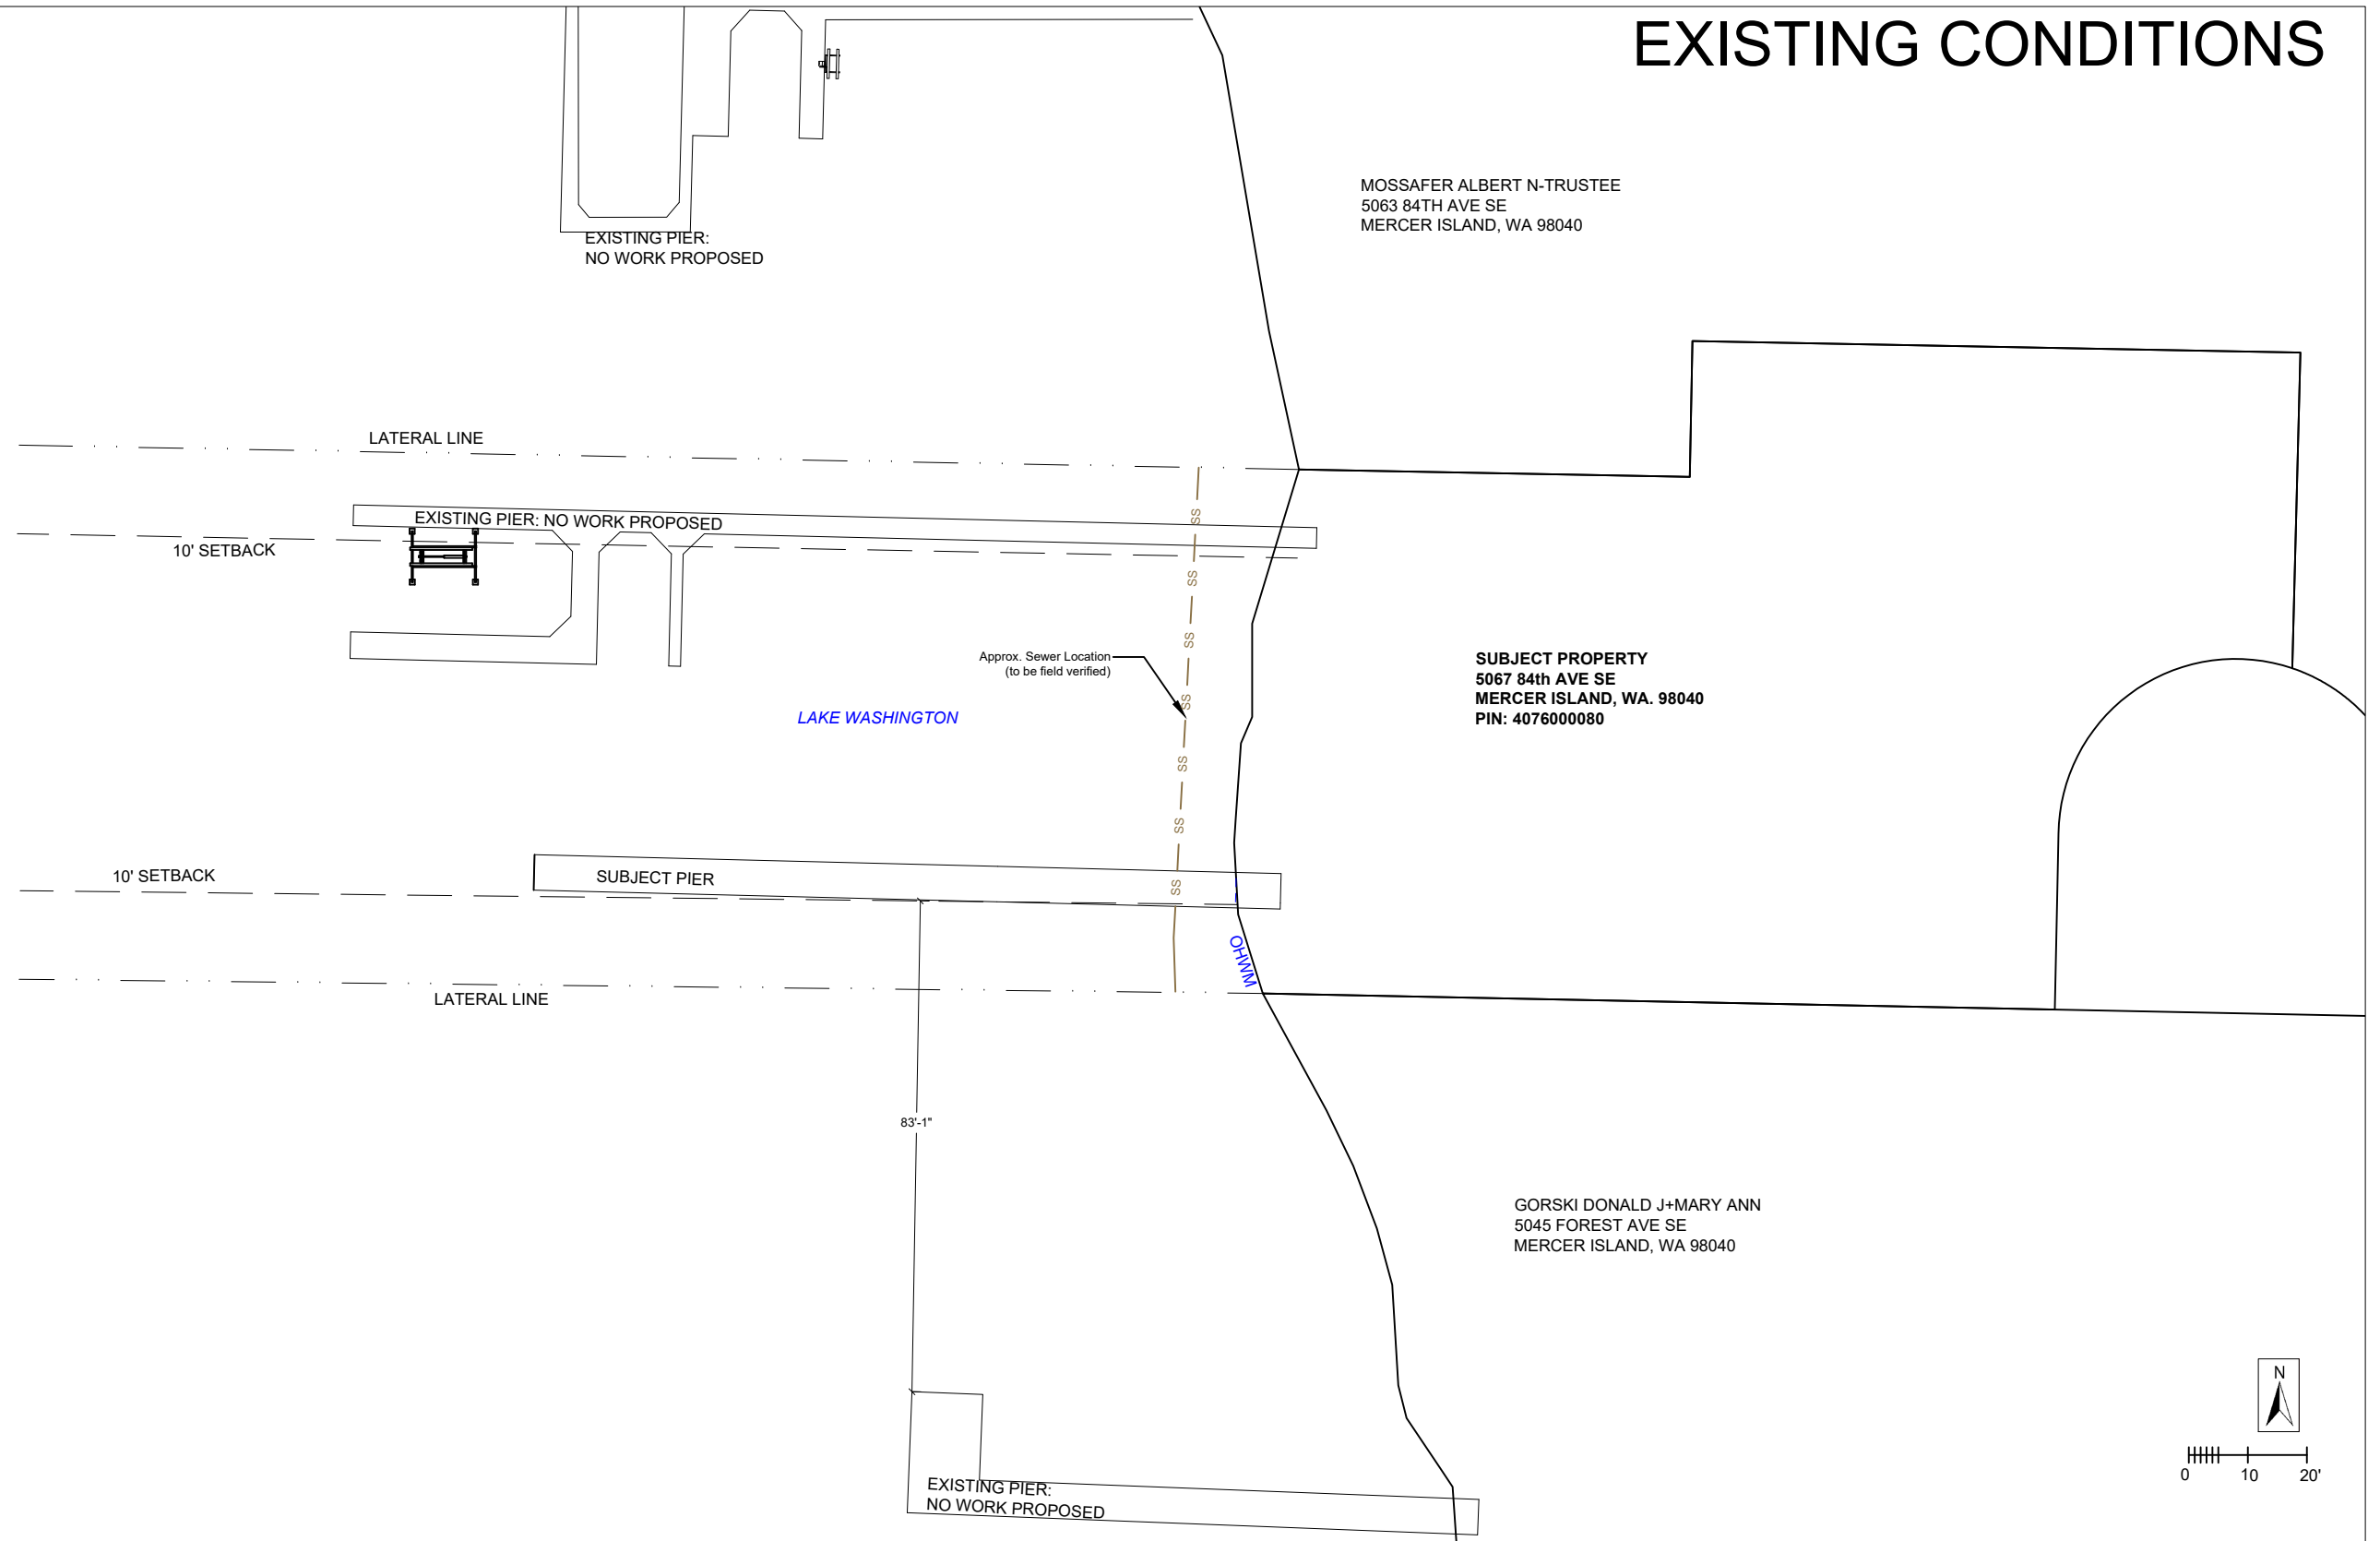 EXISTING CONDITIONS
MOSSAFER ALBERT N-TRUSTEE
5063 84TH AVE SE
MERCER ISLAND, WA 98040
EXISTING PIER:
NO WORK PROPOSED
LATERAL LINE
EXISTING PIER: NO WORK PROPOSED
10' SETBACK
SS
SS
SS
SS
SS
SS
SS
Approx. Sewer Location
(to be field verified)
LAKE WASHINGTON
SUBJECT PROPERTY
5067 84th AVE SE
MERCER ISLAND, WA. 98040
PIN: 4076000080
10' SETBACK
SUBJECT PIER
OHWM
LATERAL LINE
83'-1"
GORSKI DONALD J+MARY ANN
5045 FOREST AVE SE
MERCER ISLAND, WA 98040
N
0 10 20'
EXISTING PIER:
NO WORK PROPOSED